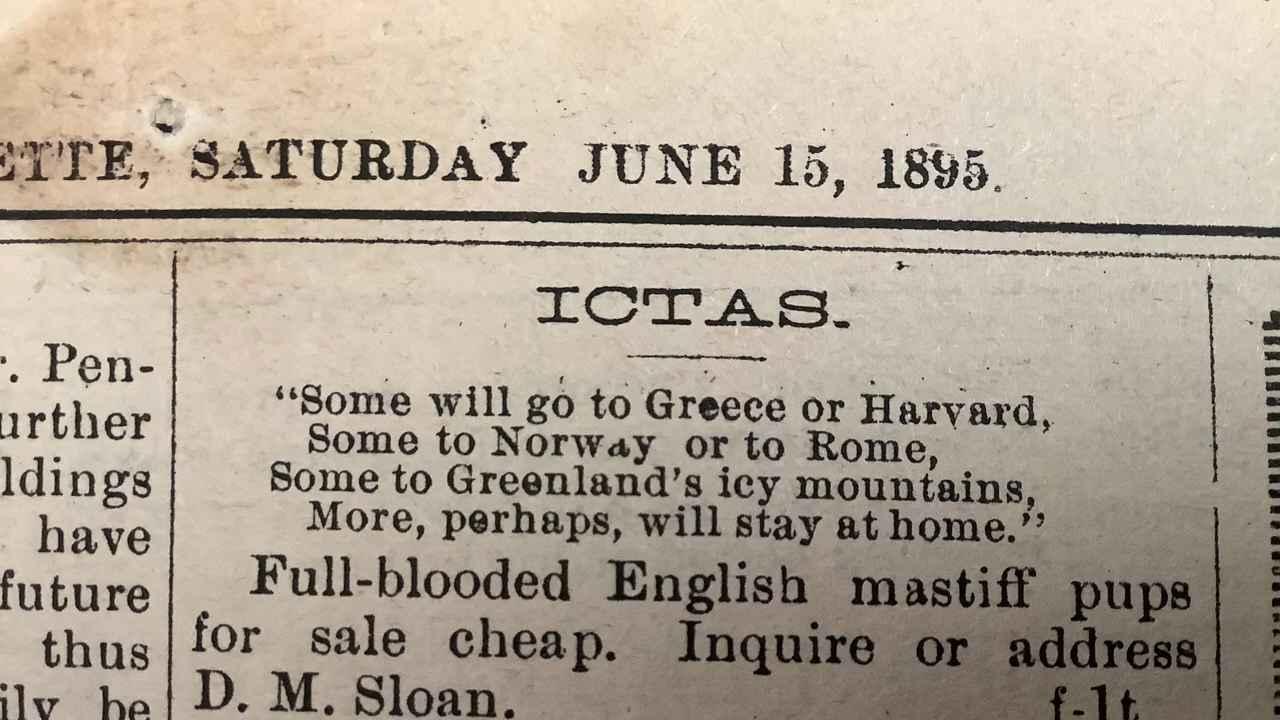 ETTE, SATURDAY JUNE 15, 1895.
r. Pen-
urther
ldings
have
future
thus
ily be
ICTAS.
“Some will go to Greece or Harvard,
Some to Norway or to Rome,
Some to Greenland’s icy mountains,
More, perhaps, will stay at home.”
Full-blooded English mastiff pups
for sale cheap. Inquire or address
D. M. Sloan. f-1t